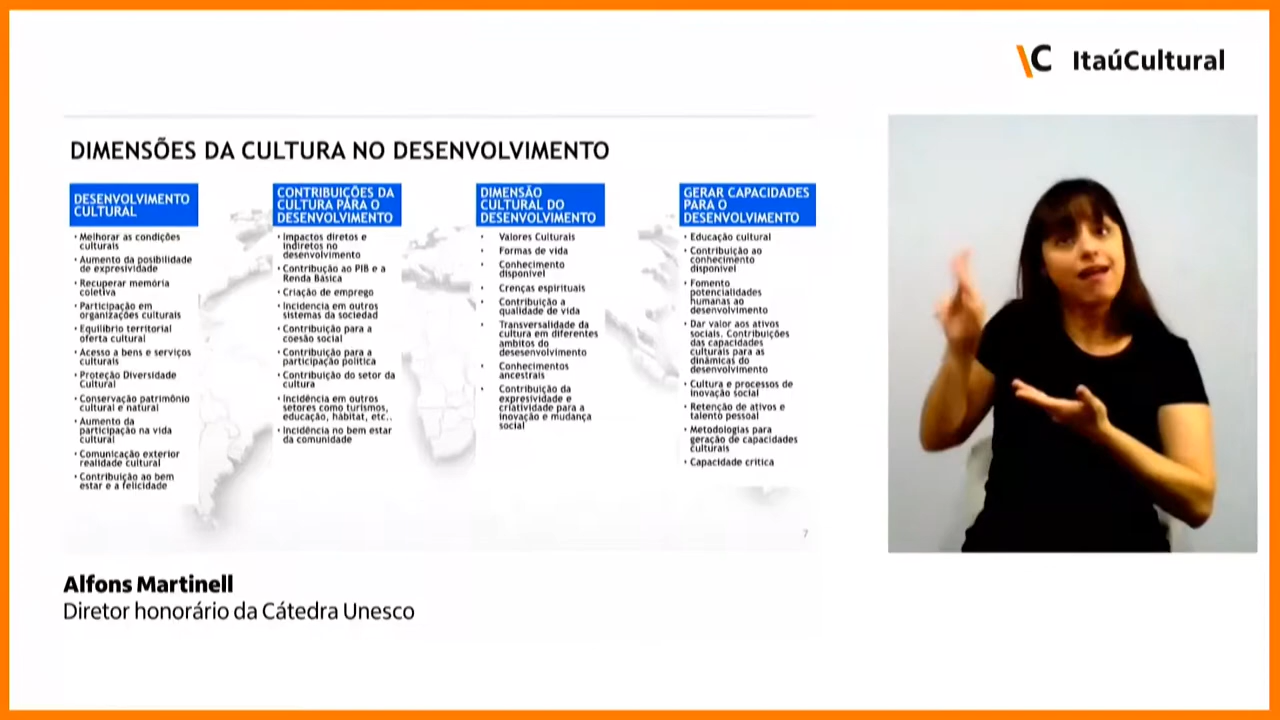 \C ItaúCultural
DIMENSÕES DA CULTURA NO DESENVOLVIMENTO
DESENVOLVIMENTO
CULTURAL
• Melhorar as condições
culturais
• Aumento da posibilidade
de expresividade
• Recuperar memória
coletiva
• Participação em
organizações culturais
• Equilíbrio territorial
oferta cultural
• Acesso a bens e serviços
culturais
• Proteção Diversidade
Cultural
• Conservação patrimônio
cultural e natural
• Aumento da
participação na vida
cultural
• Comunicação exterior
realidade cultural
• Contribuição ao bem
estar e a felicidade
CONTRIBUIÇÕES DA
CULTURA PARA O
DESENVOLVIMENTO
• Impactos diretos e
indiretos no
desenvolvimento
• Contribução ao PIB e a
Renda Básica
• Criação de emprego
• Incidencia em outros
sistemas da sociedad
• Contribuição para a
coesão social
• Contribuição para a
participação política
• Contribuição do setor da
cultura
• Incidência em outros
setores como turismos,
educação, hábitat, etc..
• Incidência no bem estar
da comunidade
DIMENSÃO
CULTURAL DO
DESENVOLVIMENTO
• Valores Culturais
• Formas de vida
• Conhecimento
disponível
• Crenças espirituais
• Contribuição a
qualidade de vida
• Transversalidade da
cultura em diferentes
ambitos do
desesenvolvimento
• Conhecimentos
ancestrais
• Contribução da
expresividade e
criatividade para a
inovação e mudança
social
GERAR CAPACIDADES
PARA O
DESENVOLVIMENTO
• Educação cultural
• Contribuição ao
conhecimento
disponível
• Fomento
potencialidades
humanas ao
desenvolvimento
• Dar valor aos ativos
sociais. Contribuições
das capacidades
culturais para as
dinâmicas do
desenvolvimento
• Cultura e processos de
inovação social
• Retenção de ativos e
talento pessoal
• Metodologias para
geração de capacidades
culturais
• Capacidade crítica
7
Alfons Martinell
Diretor honorário da Cátedra Unesco